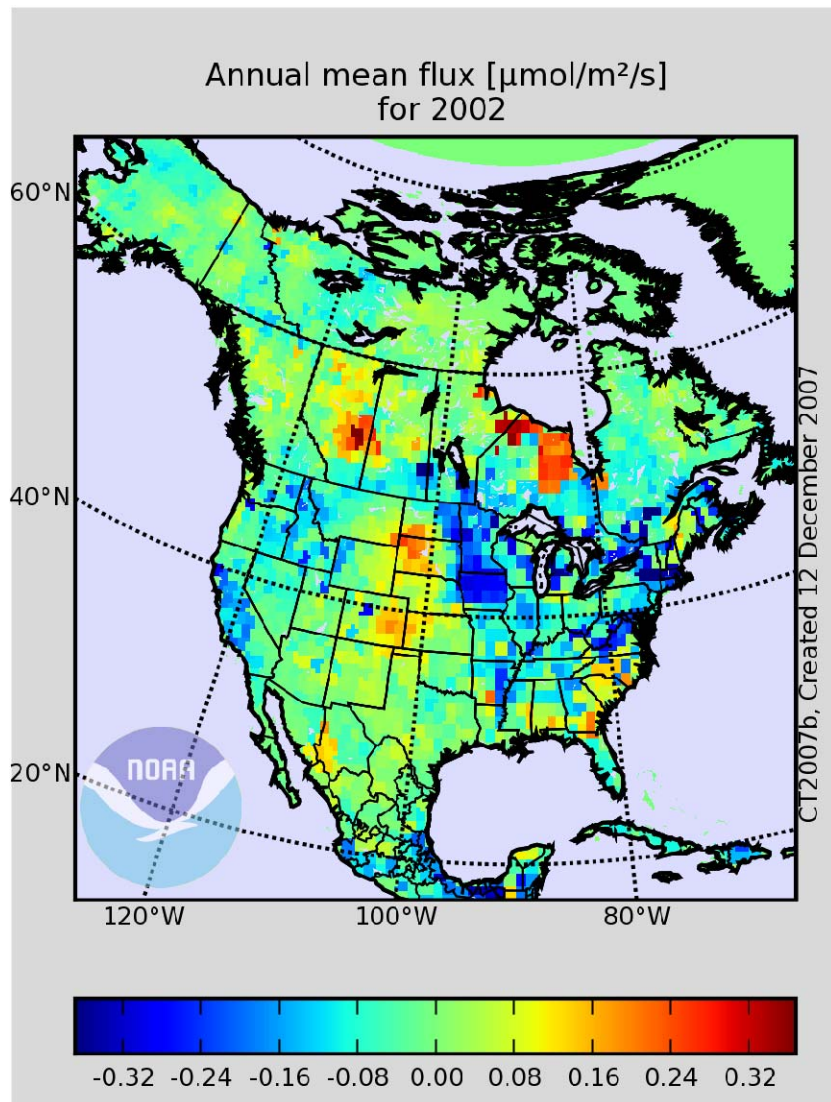 Annual mean flux [µmol/m²/s]
for 2002
60°N
40°N
20°N
NOAA
CT2007b, Created 12 December 2007
120°W
100°W
80°W
-0.32 -0.24 -0.16 -0.08 0.00 0.08 0.16 0.24 0.32